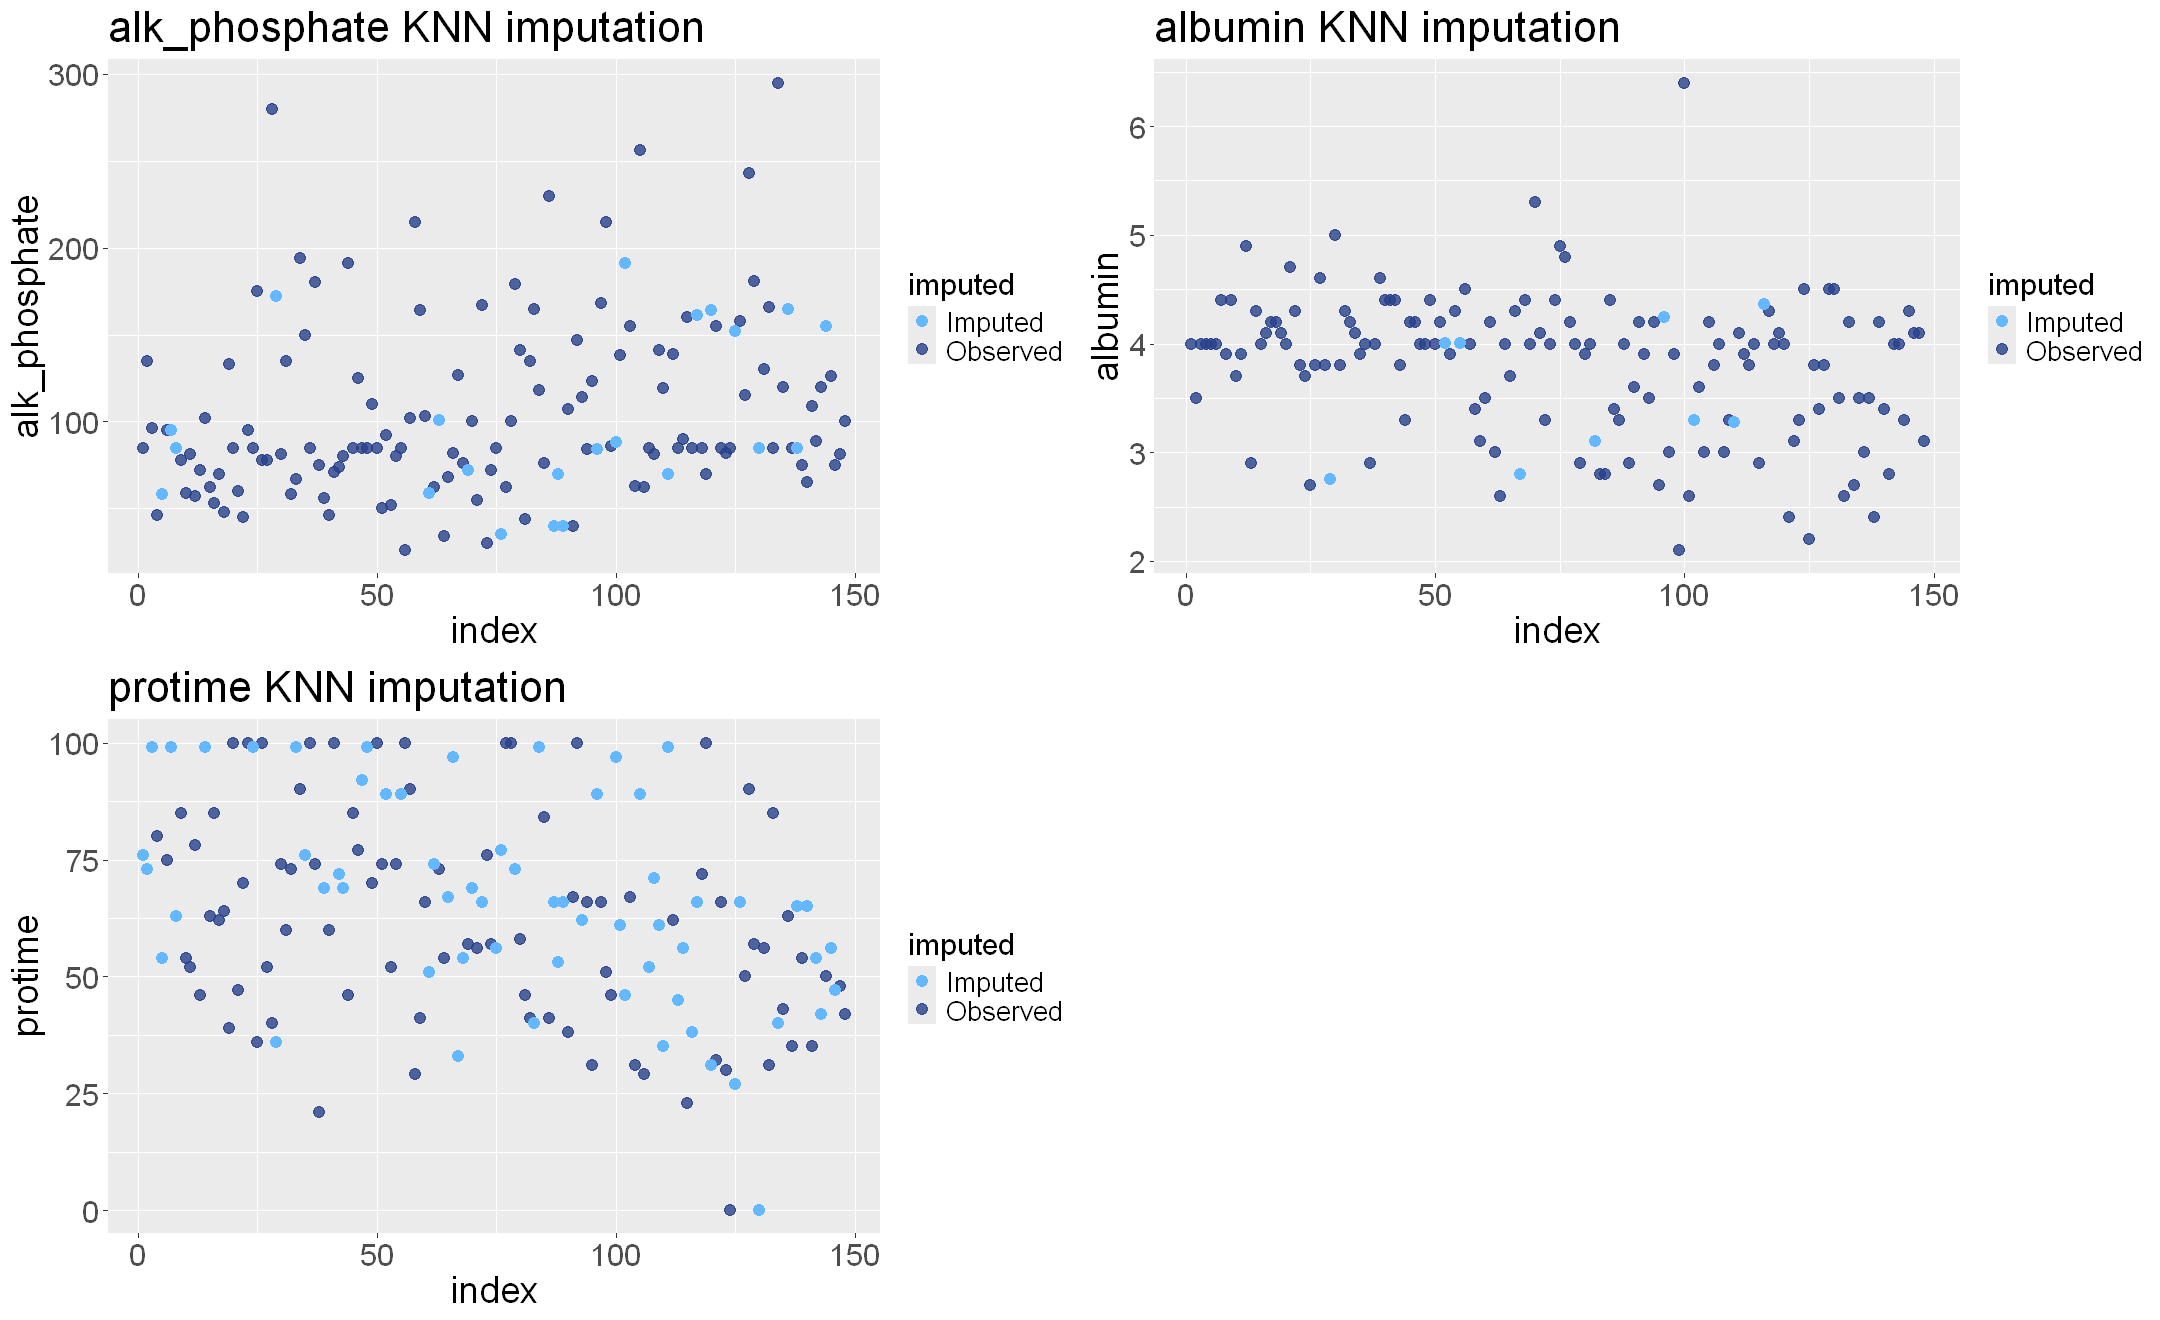 alk_phosphate KNN imputation
300
200
100
alk_phosphate
0 50 100 150
index
imputed
Imputed
Observed
albumin KNN imputation
6
5
4
3
2
albumin
0 50 100 150
index
imputed
Imputed
Observed
protime KNN imputation
100
75
50
25
0
protime
0 50 100 150
index
imputed
Imputed
Observed